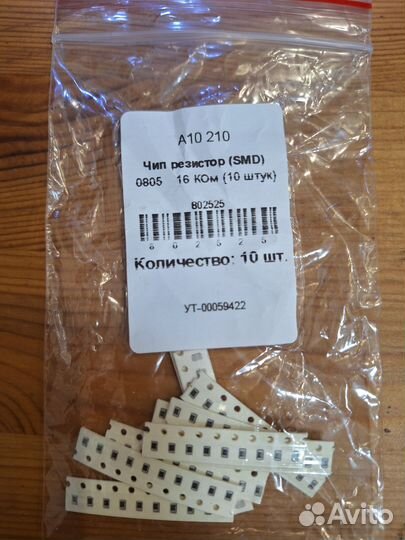 A10 210
Чип резистор (SMD)
0805 16 КОм (10 штук)
802525
8 0 2 5 2 5
Количество: 10 шт.
УТ-00059422
Avito